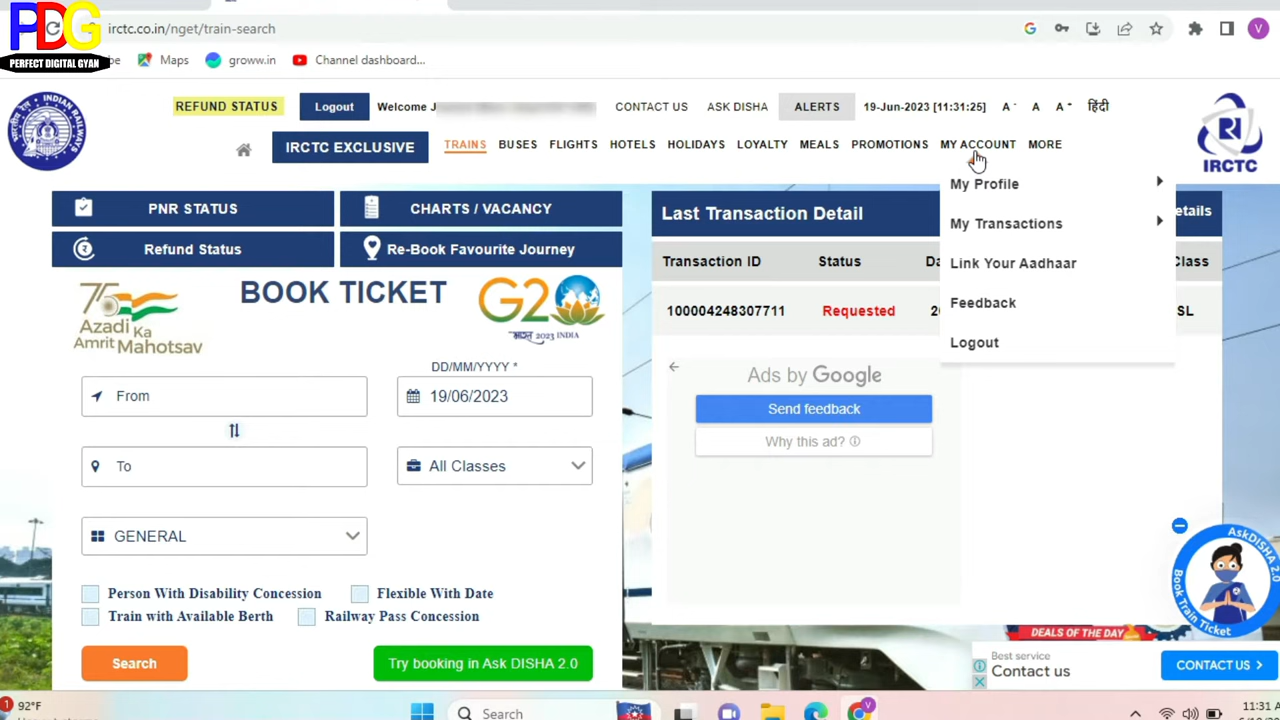 PDG
PERFECT DIGITAL GYAN
irctc.co.in/nget/train-search
Maps
groww.in
Channel dashboard...
REFUND STATUS
Logout
Welcome J
CONTACT US
ASK DISHA
ALERTS
19-Jun-2023 [11:31:25]
A-
A
A+
हिंदी
INDIAN RAILWAYS
IRCTC EXCLUSIVE
TRAINS
BUSES
FLIGHTS
HOTELS
HOLIDAYS
LOYALTY
MEALS
PROMOTIONS
MY ACCOUNT
MORE
IRCTC
My Profile
My Transactions
Link Your Aadhaar
Feedback
Logout
PNR STATUS
CHARTS / VACANCY
Refund Status
Re-Book Favourite Journey
Last Transaction Detail
Transaction ID
Status
100004248307711
Requested
SL
Class
75
Azadi Ka
Amrit Mahotsav
BOOK TICKET
G20
2023 INDIA
DD/MM/YYYY *
From
19/06/2023
To
All Classes
GENERAL
Person With Disability Concession
Flexible With Date
Train with Available Berth
Railway Pass Concession
Search
Try booking in Ask DISHA 2.0
Ads by Google
Send feedback
Why this ad?
AskDISHA 2.0
Book Train Ticket
DEALS OF THE DAY
Best service
Contact us
CONTACT US >
1
92°F
Search
V
11:31 A